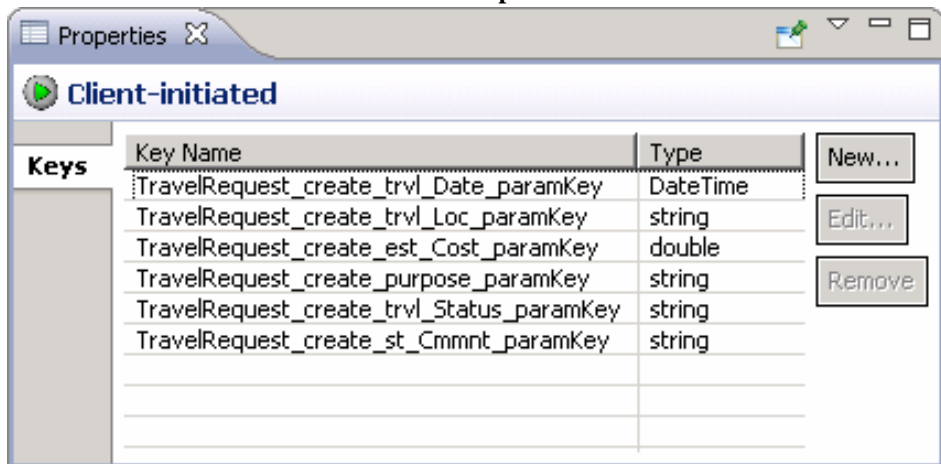 Properties
Client-initiated
Keys
Key Name Type
TravelRequest_create_trvl_Date_paramKey DateTime
TravelRequest_create_trvl_Loc_paramKey string
TravelRequest_create_est_Cost_paramKey double
TravelRequest_create_purpose_paramKey string
TravelRequest_create_trvl_Status_paramKey string
TravelRequest_create_st_Cmmnt_paramKey string
New...
Edit...
Remove